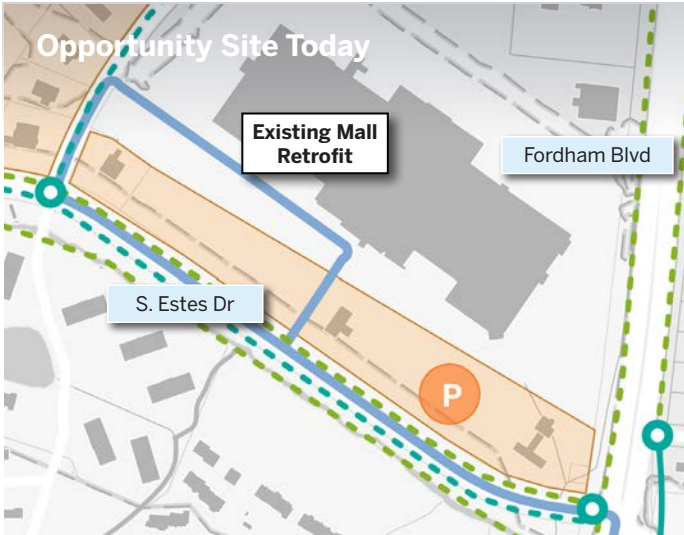 Opportunity Site Today
Existing Mall
Retrofit
Fordham Blvd
S. Estes Dr
P